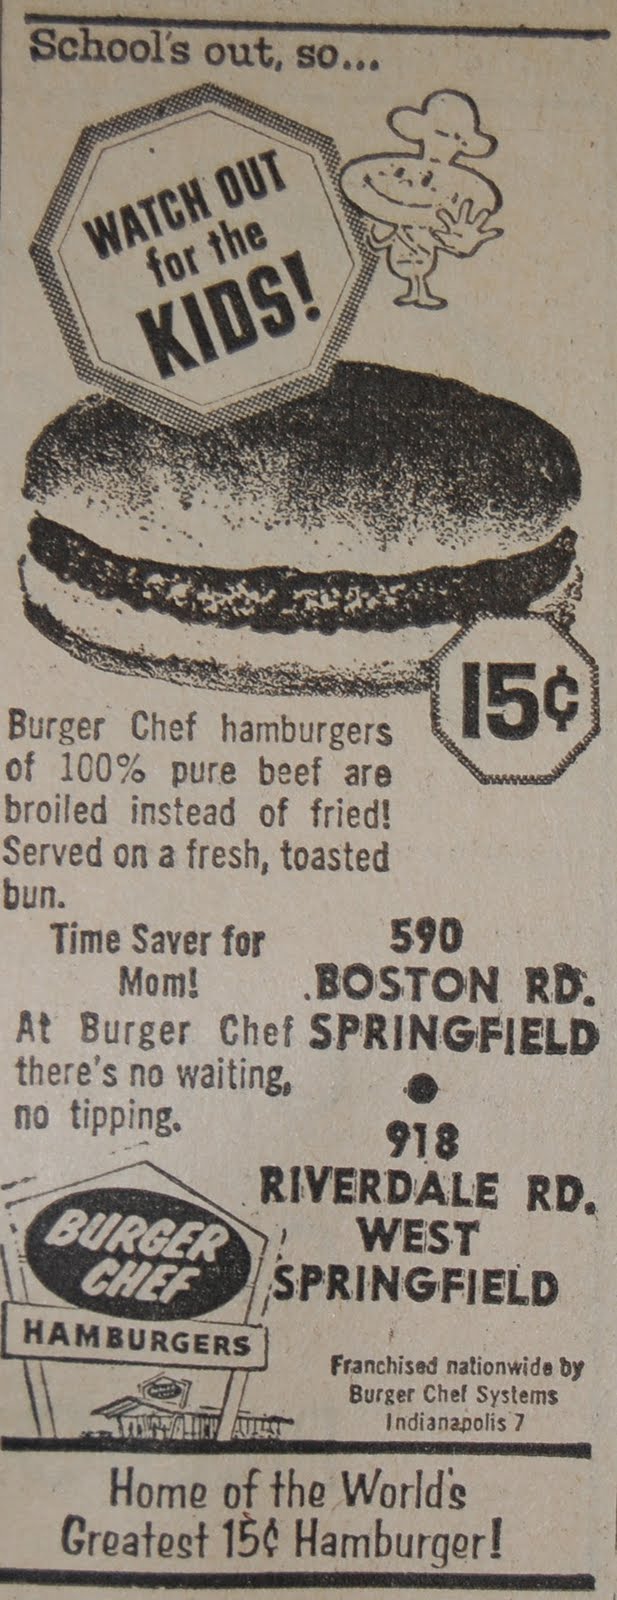 School's out, so...
WATCH OUT
for the
KIDS!
15¢
Burger Chef hamburgers
of 100% pure beef are
broiled instead of fried!
Served on a fresh, toasted
bun.
Time Saver for
Mom!
At Burger Chef
there's no waiting,
no tipping.
590
BOSTON RD.
SPRINGFIELD
918
RIVERDALE RD.
WEST
SPRINGFIELD
BURGER
CHEF
HAMBURGERS
Franchised nationwide by
Burger Chef Systems
Indianapolis 7
Home of the World's
Greatest 15¢ Hamburger!